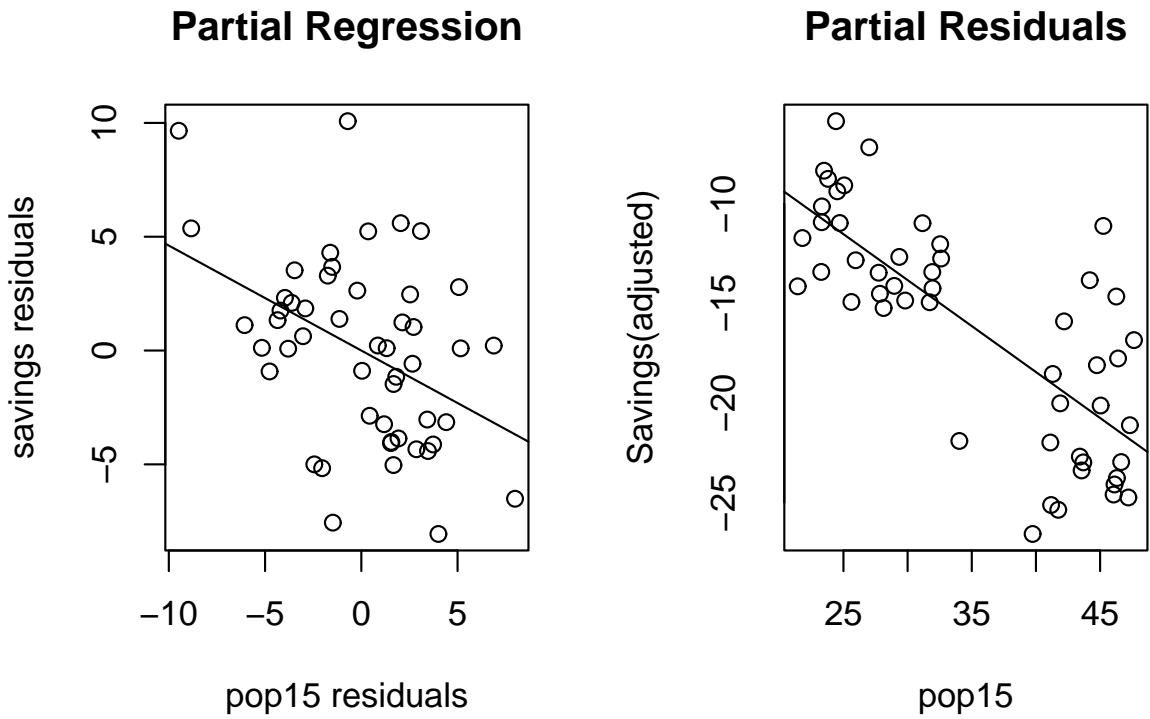 Partial Regression
savings residuals
10
5
0
−5
−10 −5 0 5
pop15 residuals
Partial Residuals
Savings(adjusted)
−10
−15
−20
−25
25 35 45
pop15